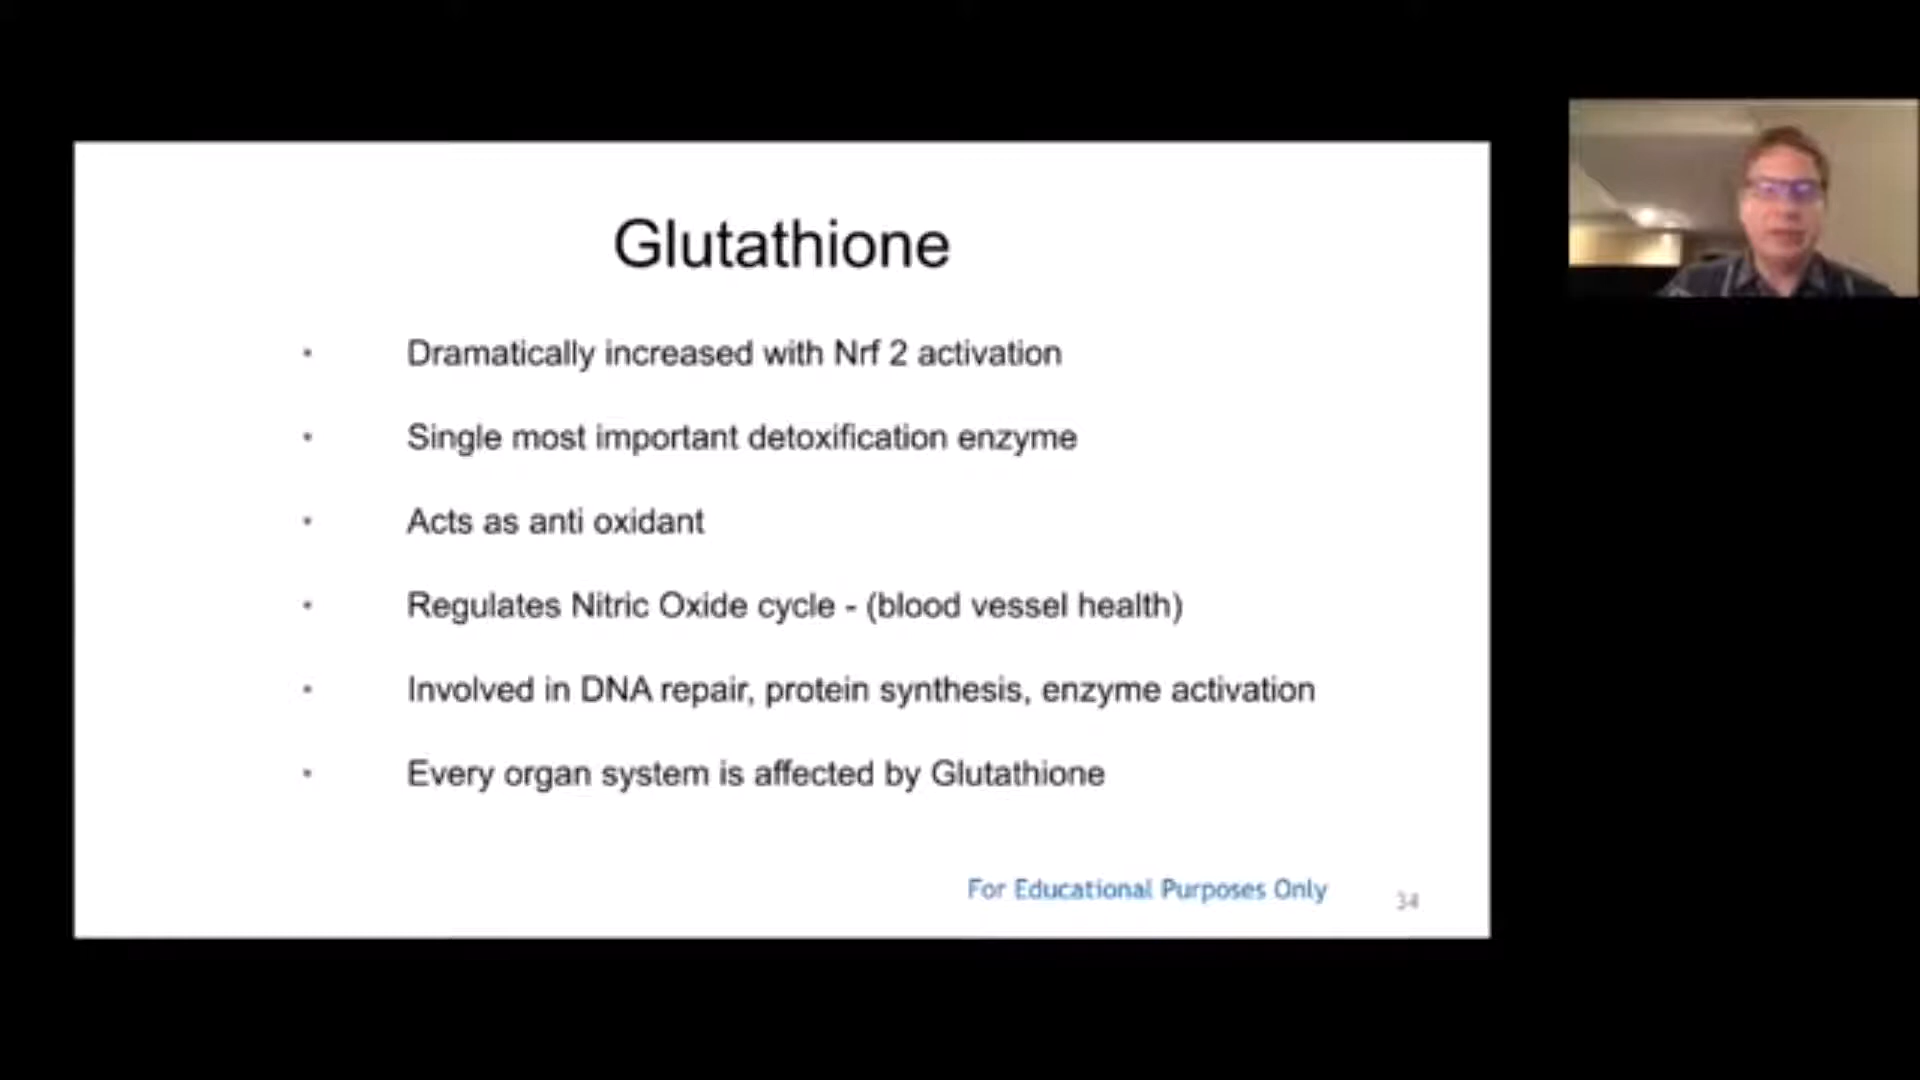 Glutathione
· Dramatically increased with Nrf 2 activation
· Single most important detoxification enzyme
· Acts as anti oxidant
· Regulates Nitric Oxide cycle - (blood vessel health)
· Involved in DNA repair, protein synthesis, enzyme activation
· Every organ system is affected by Glutathione
For Educational Purposes Only
34